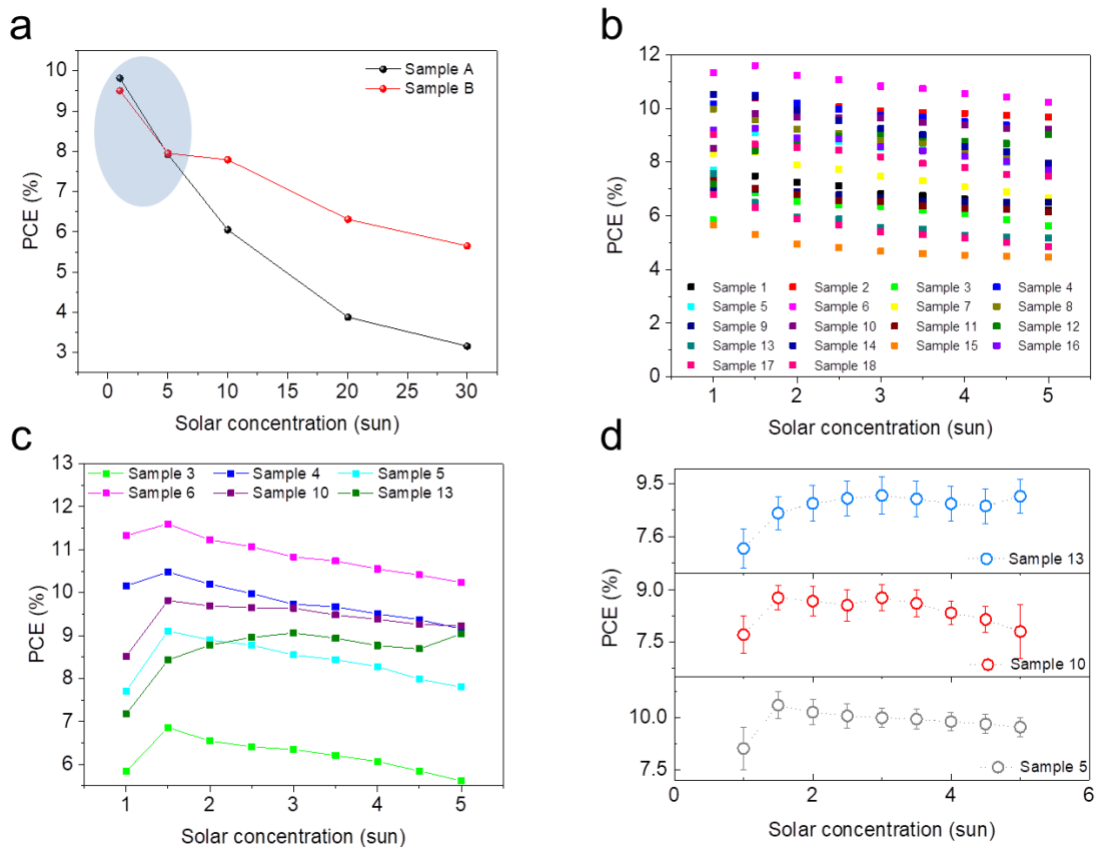 a
10
9
8
7
6
5
4
3
PCE (%)
Sample A
Sample B
0 5 10 15 20 25 30
Solar concentration (sun)
b
12
10
8
6
4
2
0
PCE (%)
Sample 1 Sample 2 Sample 3 Sample 4
Sample 5 Sample 6 Sample 7 Sample 8
Sample 9 Sample 10 Sample 11 Sample 12
Sample 13 Sample 14 Sample 15 Sample 16
Sample 17 Sample 18
1 2 3 4 5
Solar concentration (sun)
c
13
12
11
10
9
8
7
6
PCE (%)
Sample 3 Sample 4 Sample 5
Sample 6 Sample 10 Sample 13
1 2 3 4 5
Solar concentration (sun)
d
9.5
7.6
9.0
7.5
10.0
7.5
PCE (%)
Sample 13
Sample 10
Sample 5
0 2 4 6
Solar concentration (sun)